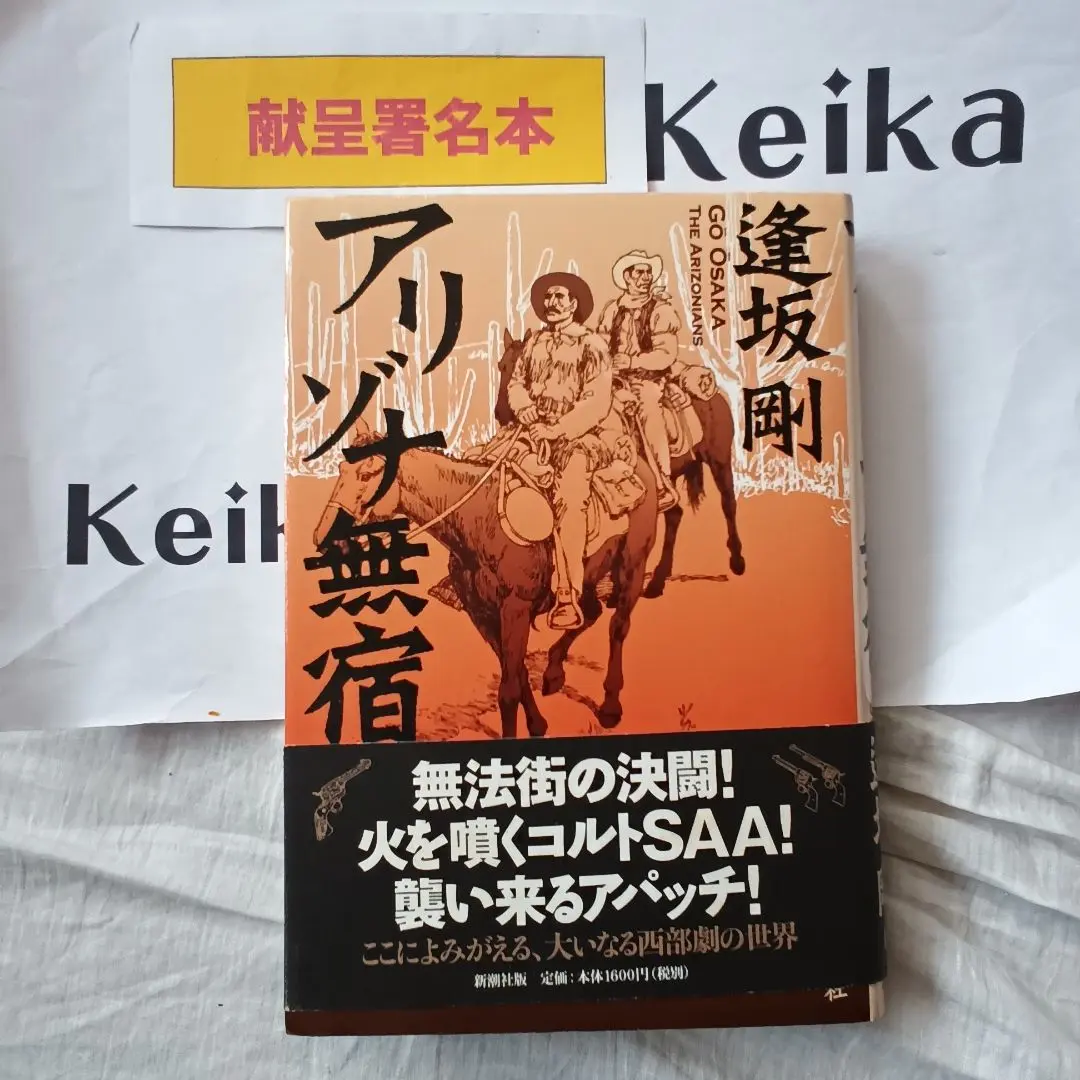 献呈署名本
Keika
Keik
アリゾナ無宿
GŌ ŌSAKA
THE ARIZONIANS
逢坂剛
無法街の決闘!
火を噴くコルトSAA!
襲い来るアパッチ!
ここによみがえる、大いなる西部劇の世界
新潮社版 定価:本体1600円(税別)
社